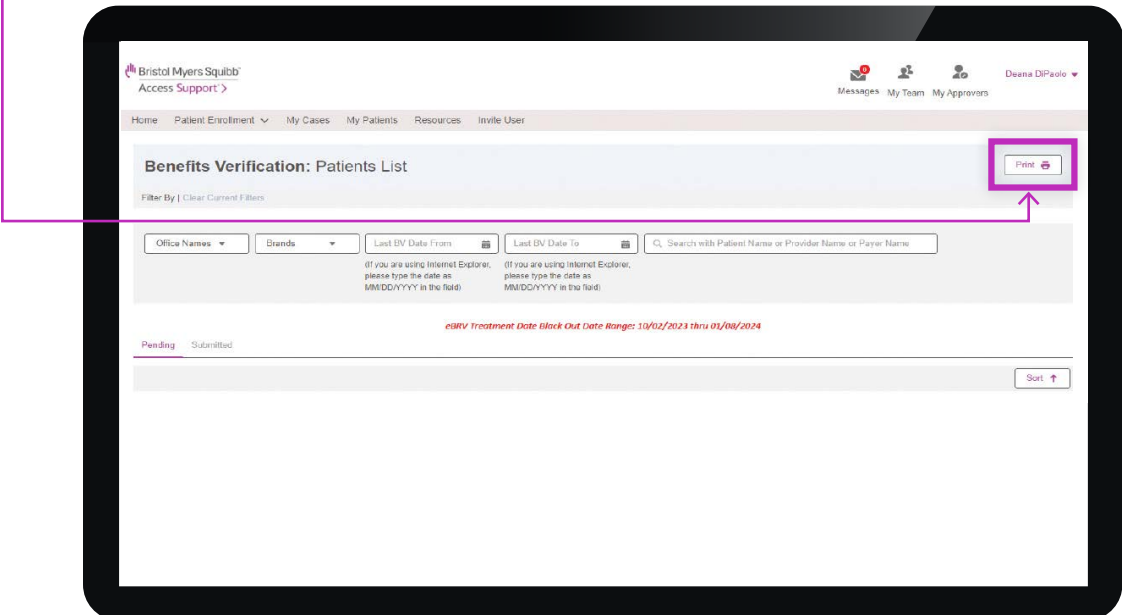 Bristol Myers Squibb™
Access Support®
Messages My Team My Approvers
Deana DiPaolo
Home Patient Enrollment My Cases My Patients Resources Invite User
Benefits Verification: Patients List
Print
Filter By | Clear Current Filters
Office Names Brands Last BV Date From Last BV Date To Search with Patient Name or Provider Name or Payer Name
(If you are using Internet Explorer, please type the date as MM/DD/YYYY in the field)
(If you are using Internet Explorer, please type the date as MM/DD/YYYY in the field)
eBRV Treatment Date Black Out Date Range: 10/02/2023 thru 01/08/2024
Pending Submitted
Sort